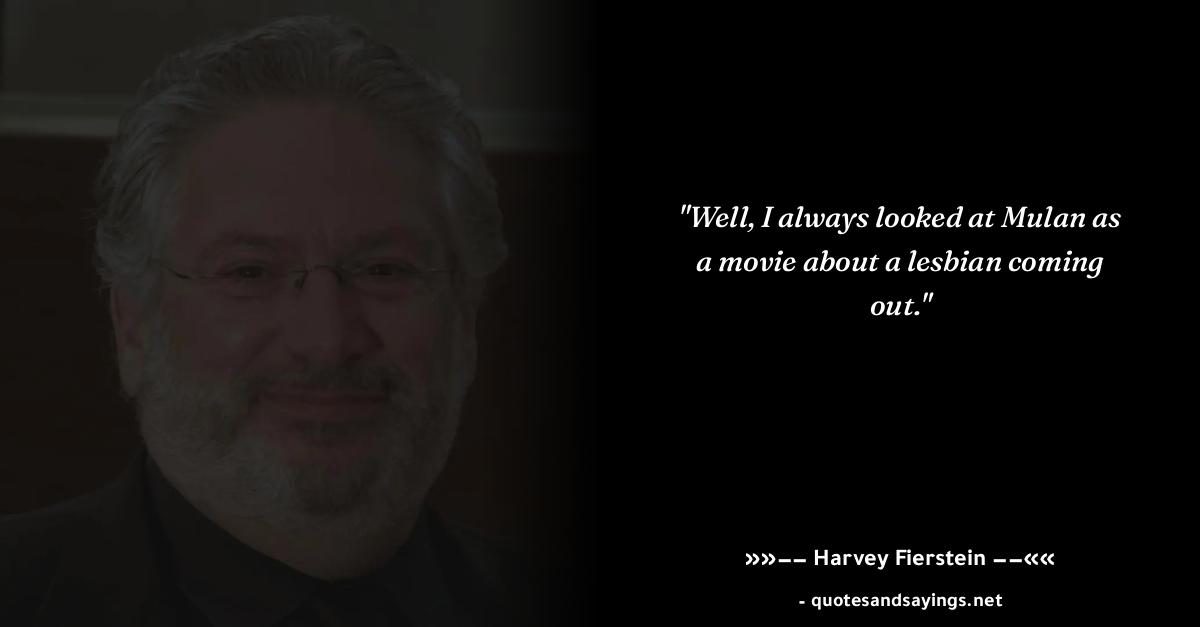 "Well, I always looked at Mulan as
a movie about a lesbian coming
out."
»»−− Harvey Fierstein −−««
- quotesandsayings.net